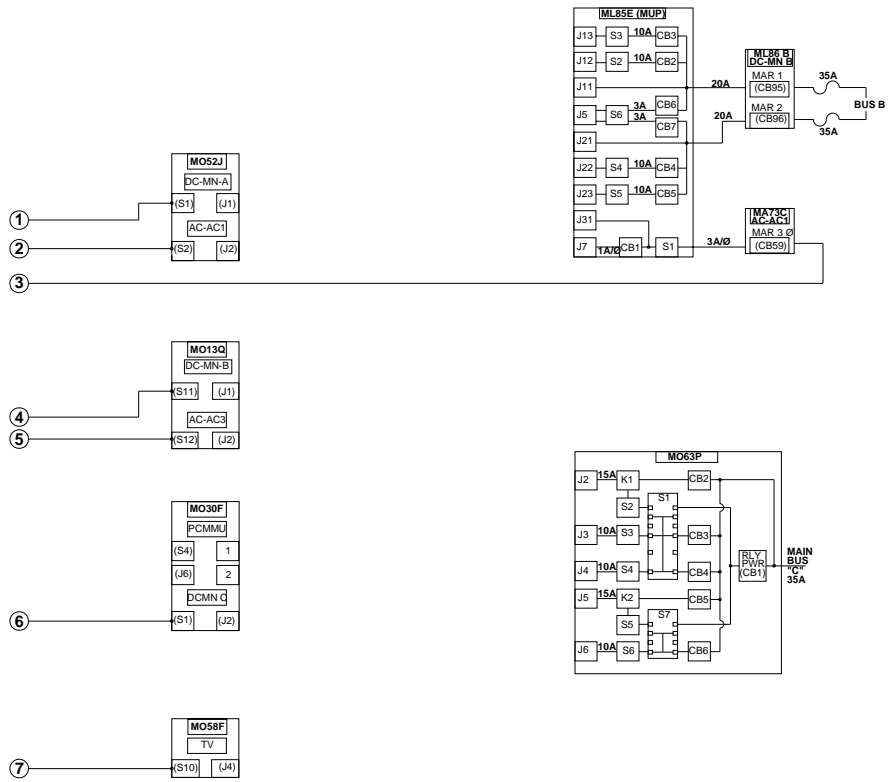 ML85E (MUP)
J13 S3 10A CB3
J12 S2 10A CB2
J11
J5 S6 3A CB6
3A CB7
J21
J22 S4 10A CB4
J23 S5 10A CB5
J31
J7 1A/Ø CB1 S1 3A/Ø
20A
20A
ML86 B
DC-MN B
MAR 1
(CB95)
MAR 2
(CB96)
35A
35A
BUS B
MA73C
AC-AC1
MAR 3 Ø
(CB59)
MO52J
DC-MN-A
(S1) (J1)
AC-AC1
(S2) (J2)
1
2
3
MO13Q
DC-MN-B
(S11) (J1)
AC-AC3
(S12) (J2)
4
5
MO30F
PCMMU
(S4) 1
(J6) 2
DCMN C
(S1) (J2)
6
MO63P
J2 15A K1 CB2
S2 S1
J3 10A S3 CB3
J4 10A S4 CB4
J5 15A K2 CB5
S5 S7
J6 10A S6 CB6
RLY
PWR
(CB1)
MAIN
BUS
"C"
35A
MO58F
TV
(S10) (J4)
7